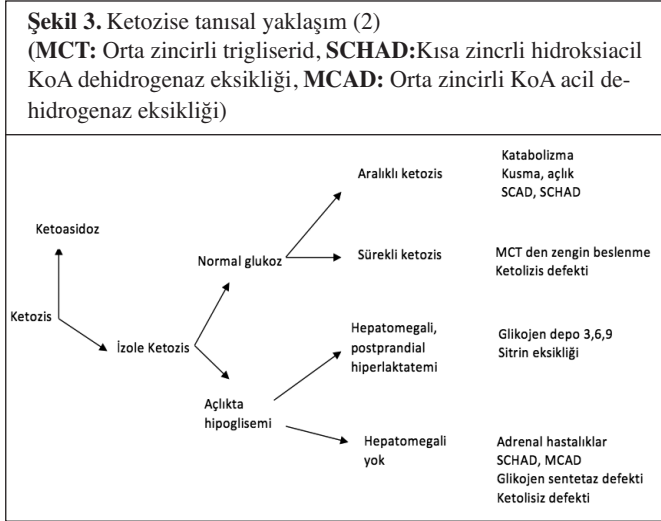 Şekil 3. Ketozise tanısal yaklaşım (2)
(MCT: Orta zincirli trigliserid, SCHAD:Kısa zincrli hidroksiacil
KoA dehidrogenaz eksikliği, MCAD: Orta zincirli KoA acil de-
hidrogenaz eksikliği)
Ketozis
Ketoasidoz
İzole Ketozis
Normal glukoz
Aralıklı ketozis
Katabolizma
Kusma, açlık
SCAD, SCHAD
Sürekli ketozis
MCT den zengin beslenme
Ketolizis defekti
Açlıkta
hipoglisemi
Hepatomegali,
postprandial
hiperlaktatemi
Glikojen depo 3,6,9
Sitrin eksikliği
Hepatomegali
yok
Adrenal hastalıklar
SCHAD, MCAD
Glikojen sentetaz defekti
Ketolisiz defekti